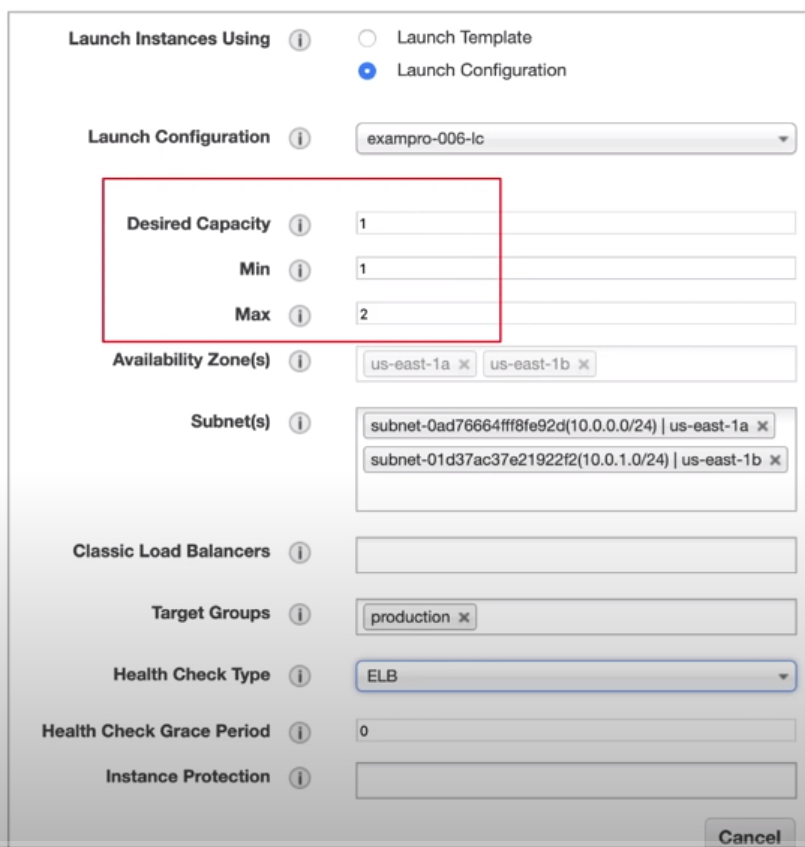 Launch Instances Using Launch Template
Launch Configuration
Launch Configuration exampro-006-lc
Desired Capacity 1
Min 1
Max 2
Availability Zone(s) us-east-1a × us-east-1b ×
Subnet(s) subnet-0ad76664fff8fe92d(10.0.0.0/24) | us-east-1a ×
subnet-01d37ac37e21922f2(10.0.1.0/24) | us-east-1b ×
Classic Load Balancers
Target Groups production ×
Health Check Type ELB
Health Check Grace Period 0
Instance Protection
Cancel